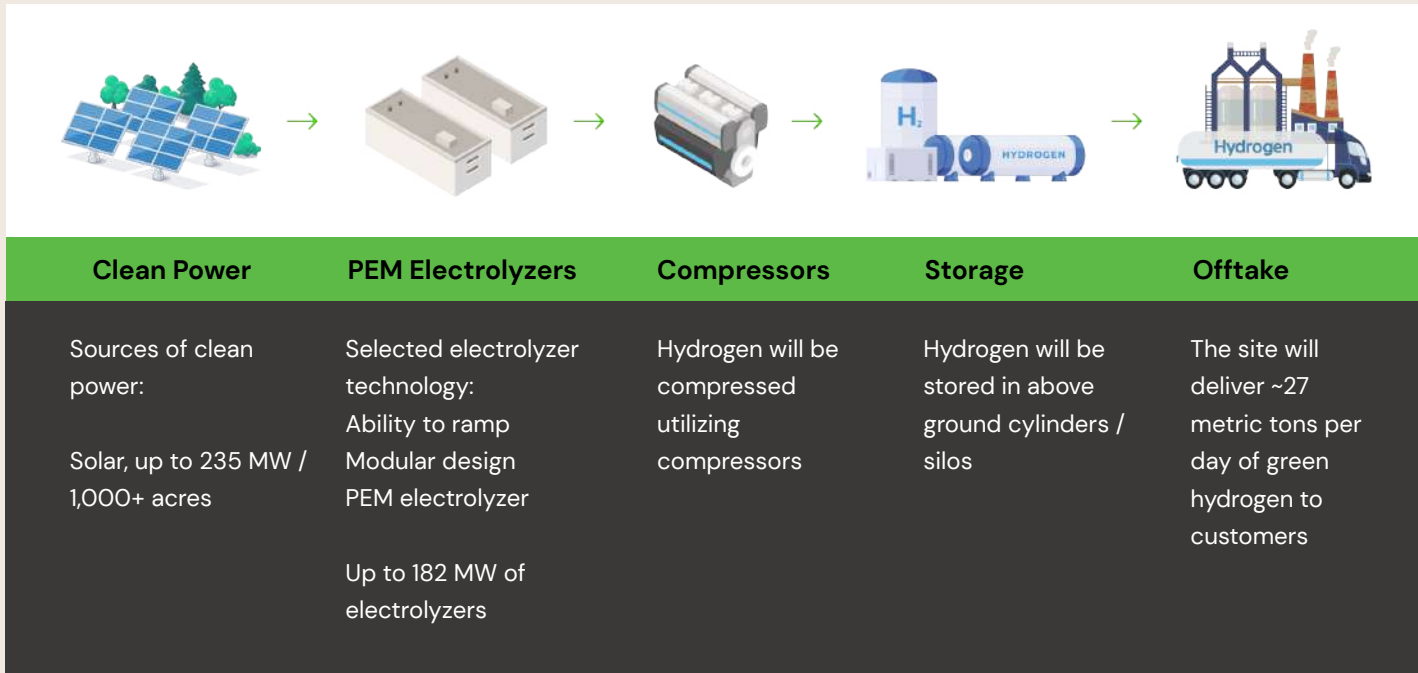 H₂
HYDROGEN
Hydrogen
Clean Power
PEM Electrolyzers
Compressors
Storage
Offtake
Sources of clean
power:
Solar, up to 235 MW /
1,000+ acres
Selected electrolyzer
technology:
Ability to ramp
Modular design
PEM electrolyzer
Up to 182 MW of
electrolyzers
Hydrogen will be
compressed
utilizing
compressors
Hydrogen will be
stored in above
ground cylinders /
silos
The site will
deliver ~27
metric tons per
day of green
hydrogen to
customers